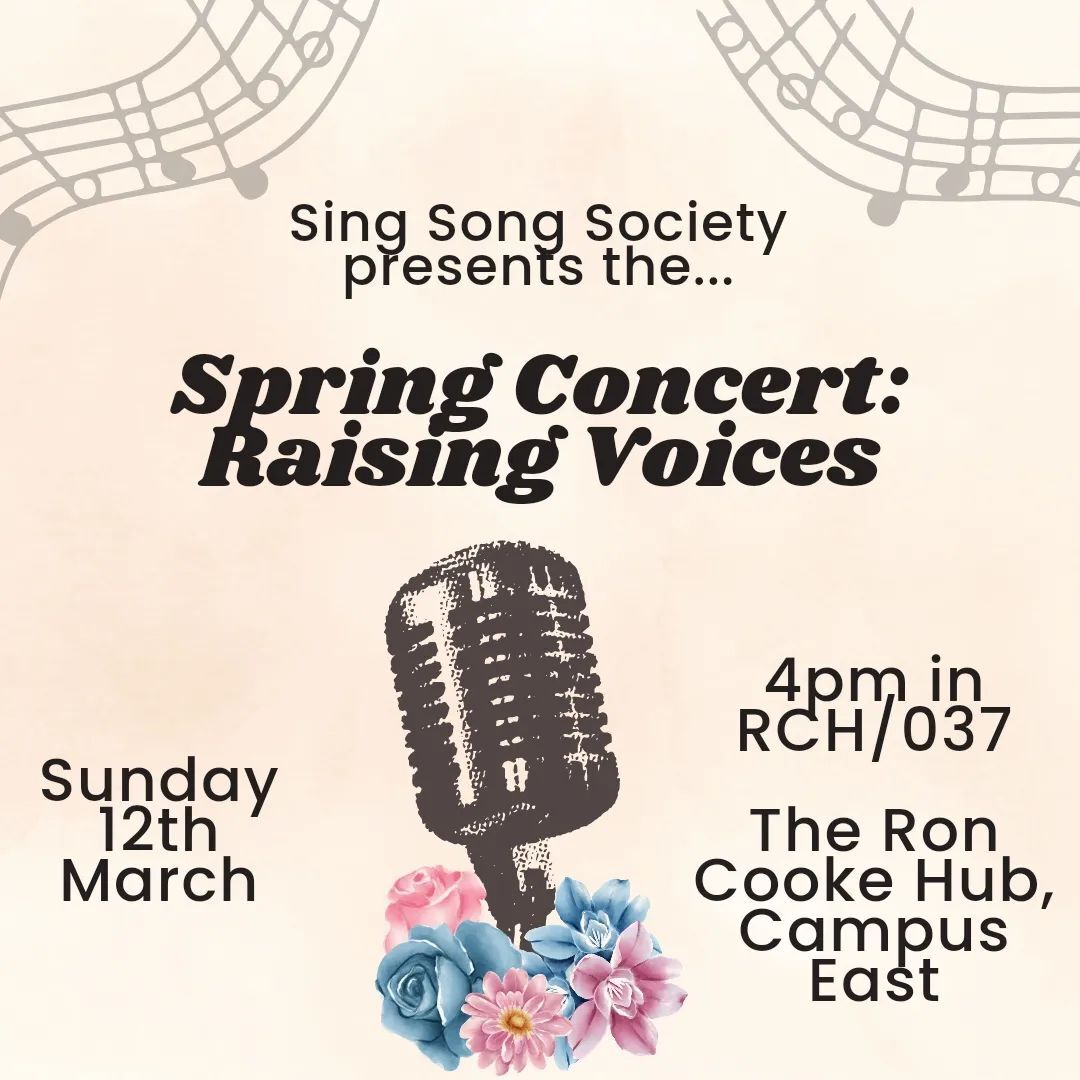 Sing Song Society
presents the...
Spring Concert:
Raising Voices
Sunday
12th
March
4pm in
RCH/037
The Ron
Cooke Hub,
Campus
East